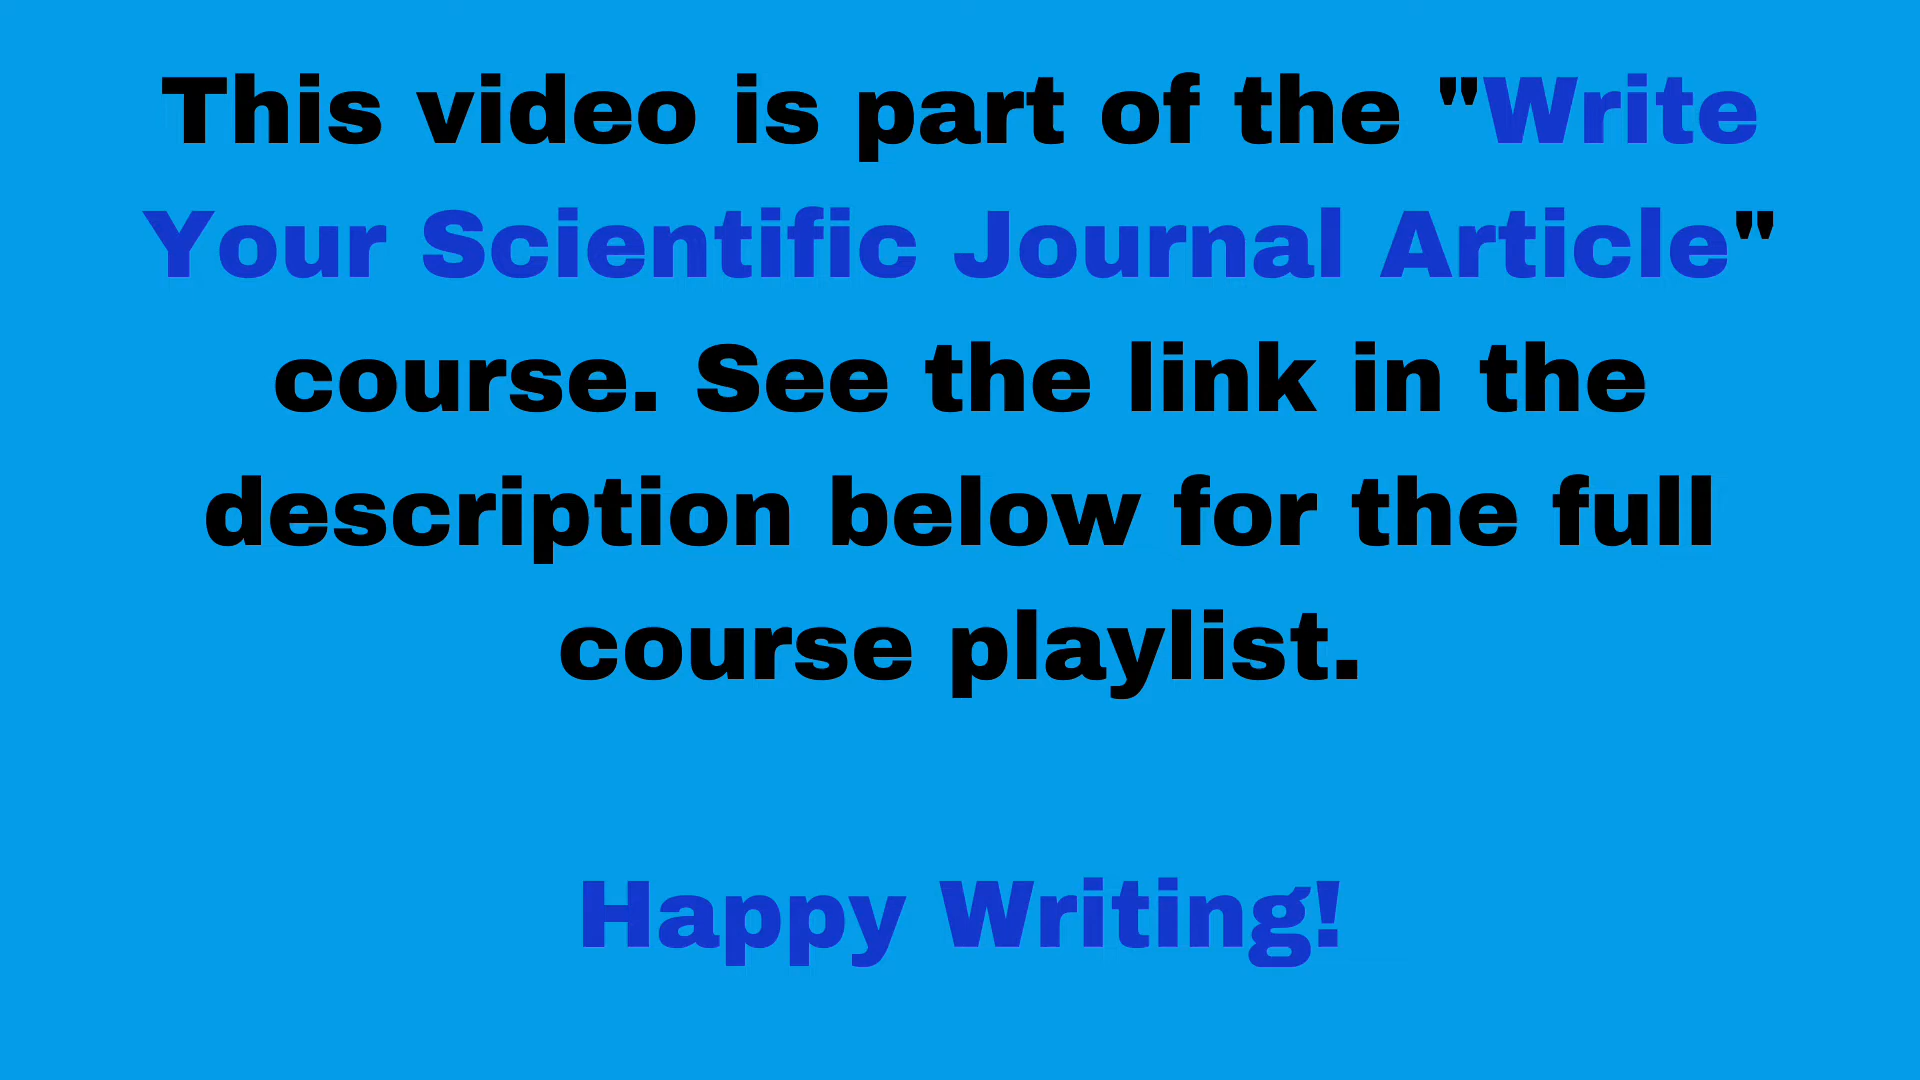 This video is part of the "Write
Your Scientific Journal Article"
course. See the link in the
description below for the full
course playlist.
Happy Writing!